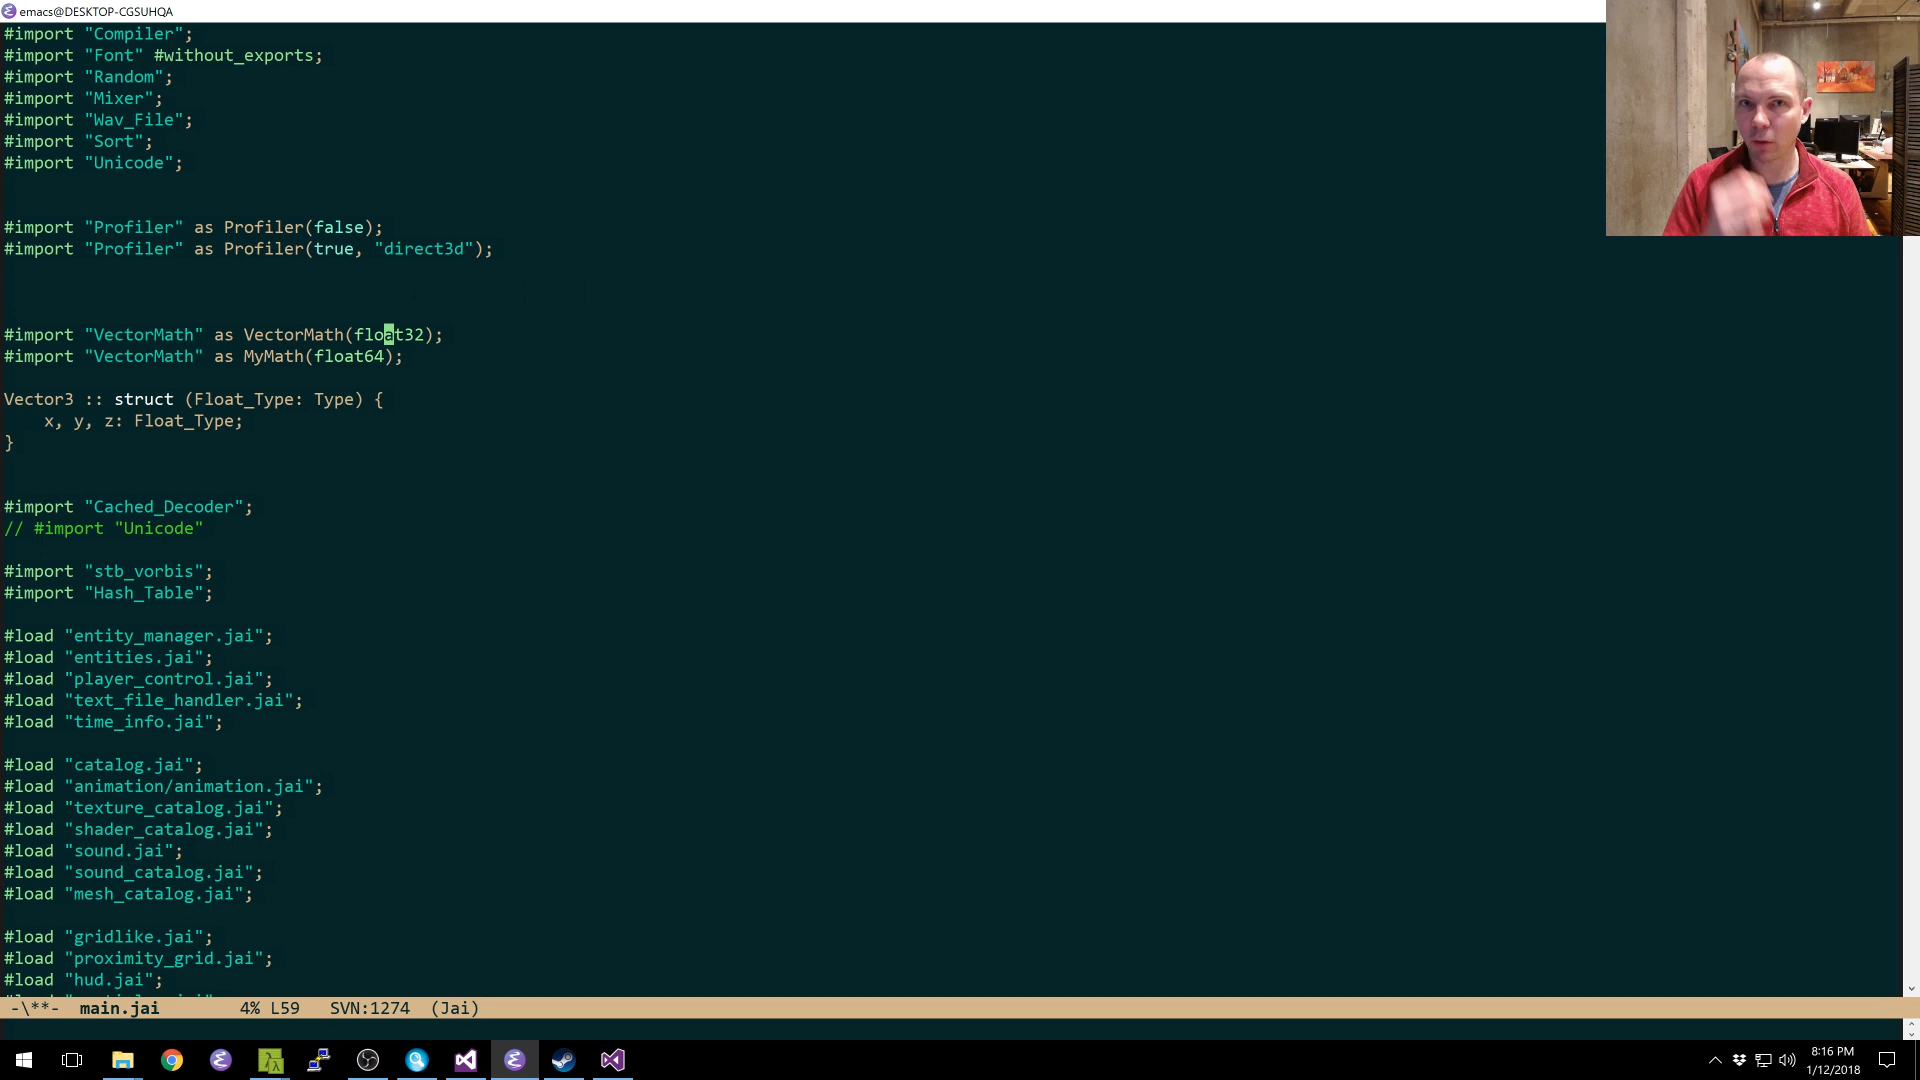 emacs@DESKTOP-CGSUHQA
#import "Compiler";
#import "Font" #without_exports;
#import "Random";
#import "Mixer";
#import "Wav_File";
#import "Sort";
#import "Unicode";
#import "Profiler" as Profiler(false);
#import "Profiler" as Profiler(true, "direct3d");
#import "VectorMath" as VectorMath(float32);
#import "VectorMath" as MyMath(float64);
Vector3 :: struct (Float_Type: Type) {
    x, y, z: Float_Type;
}
#import "Cached_Decoder";
// #import "Unicode"
#import "stb_vorbis";
#import "Hash_Table";
#load "entity_manager.jai";
#load "entities.jai";
#load "player_control.jai";
#load "text_file_handler.jai";
#load "time_info.jai";
#load "catalog.jai";
#load "animation/animation.jai";
#load "texture_catalog.jai";
#load "shader_catalog.jai";
#load "sound.jai";
#load "sound_catalog.jai";
#load "mesh_catalog.jai";
#load "gridlike.jai";
#load "proximity_grid.jai";
#load "hud.jai";
-\**-  main.jai        4% L59   SVN:1274  (Jai)
8:16 PM
1/12/2018